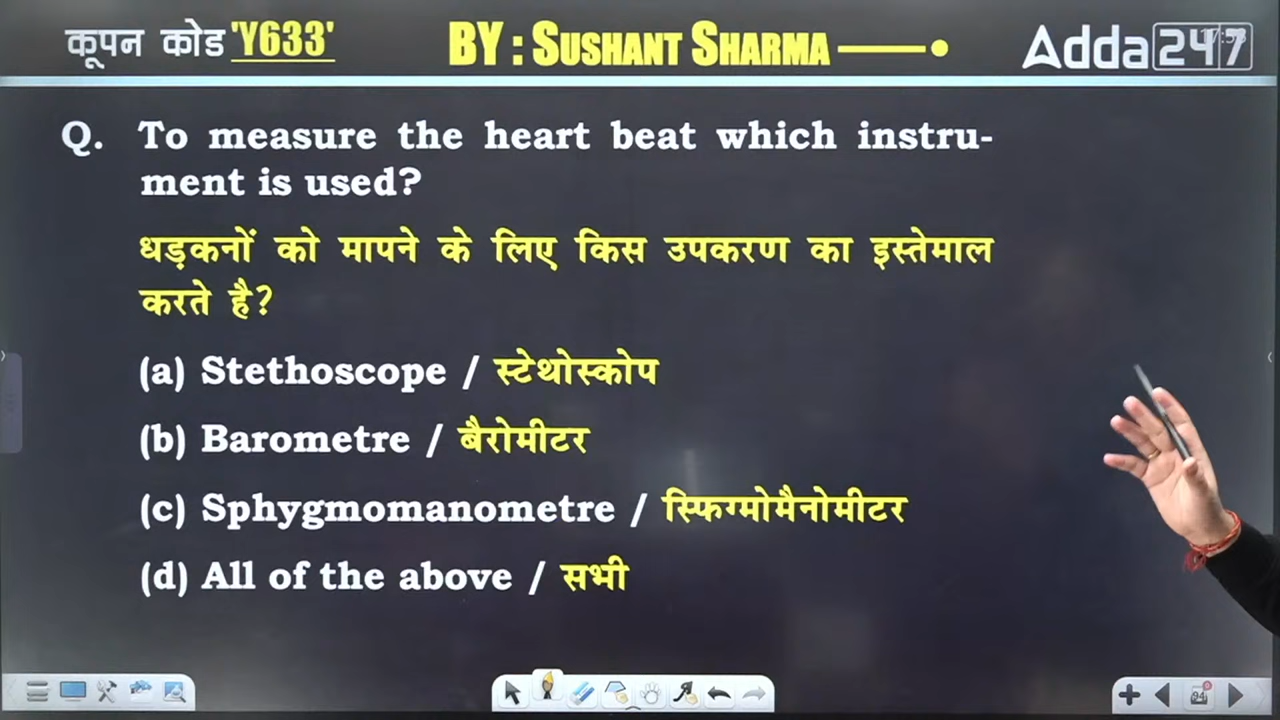 कूपन कोड 'Y633'
BY : SUSHANT SHARMA
Adda247
Q. To measure the heart beat which instru-
ment is used?
धड़कनों को मापने के लिए किस उपकरण का इस्तेमाल
करते है?
(a) Stethoscope / स्टेथोस्कोप
(b) Barometre / बैरोमीटर
(c) Sphygmomanometre / स्फिग्मोमैनोमीटर
(d) All of the above / सभी
94